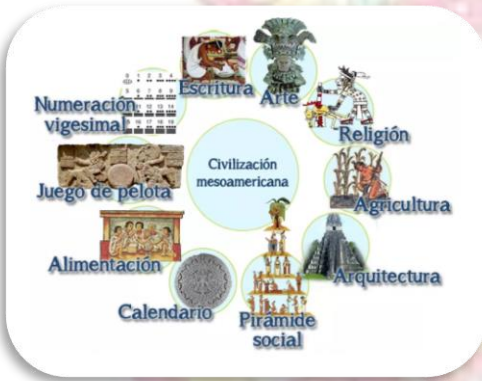 Escritura
Arte
Numeración
vigesimal
Religión
Civilización
mesoamericana
Juego de pelota
Agricultura
Alimentación
Arquitectura
Calendario
Pirámide
social